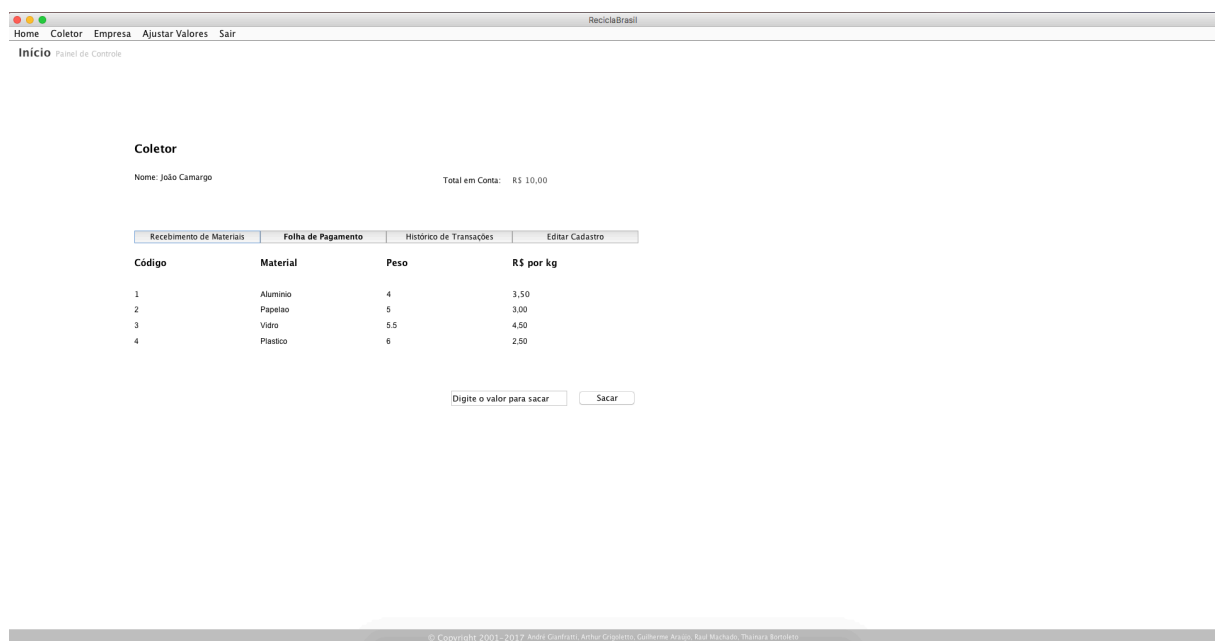 ReciclaBrasil
Home Coletor Empresa Ajustar Valores Sair
Início Painel de Controle
Coletor
Nome: João Camargo
Total em Conta: R$ 10,00
Recebimento de Materiais Folha de Pagamento Histórico de Transações Editar Cadastro
Código Material Peso R$ por kg
1 Aluminio 4 3,50
2 Papelao 5 3,00
3 Vidro 5.5 4,50
4 Plastico 6 2,50
Digite o valor para sacar Sacar
© Copyright 2001-2017 André Gianfratti, Arthur Grigoletto, Guilherme Araújo, Raul Machado, Thainara Bortoleto